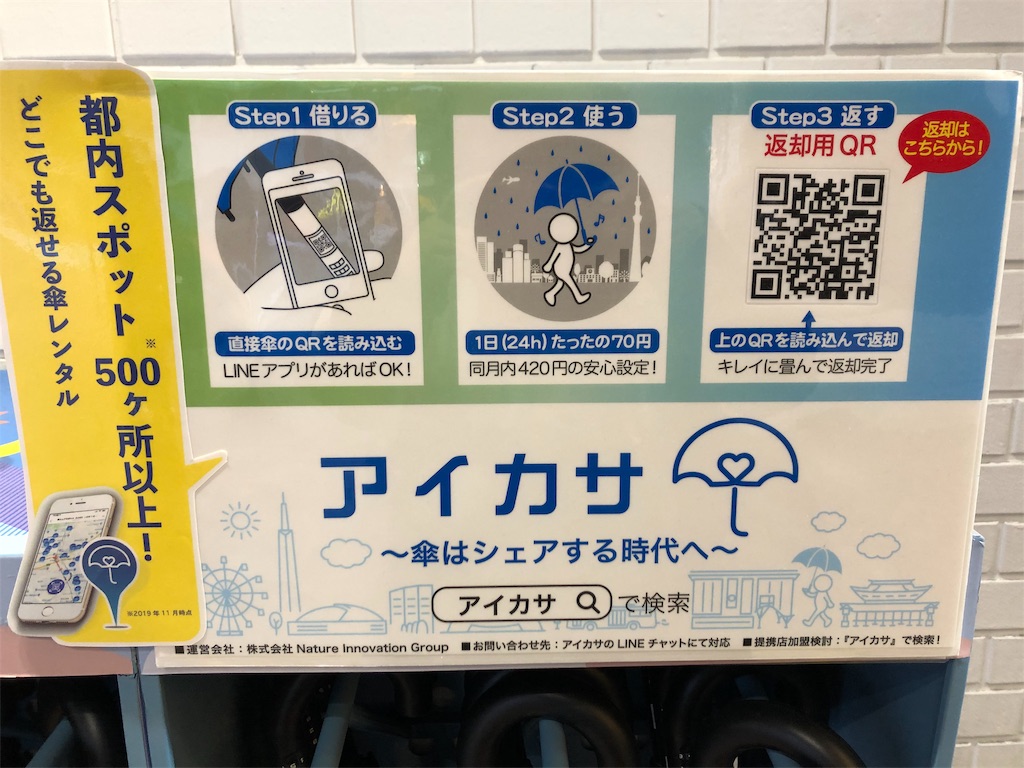 都内スポット※500ヶ所以上!
どこでも返せる傘レンタル
※2019年11月時点
Step1 借りる
直接傘のQRを読み込む
LINEアプリがあればOK!
Step2 使う
1日(24h)たったの70円
同月内420円の安心設定!
Step3 返す
返却用QR
返却は
こちらから!
上のQRを読み込んで返却
キレイに畳んで返却完了
アイカサ
～傘はシェアする時代へ～
アイカサ で検索
■運営会社:株式会社 Nature Innovation Group ■お問い合わせ先:アイカサの LINE チャットにて対応 ■提携店加盟検討:『アイカサ』で検索!